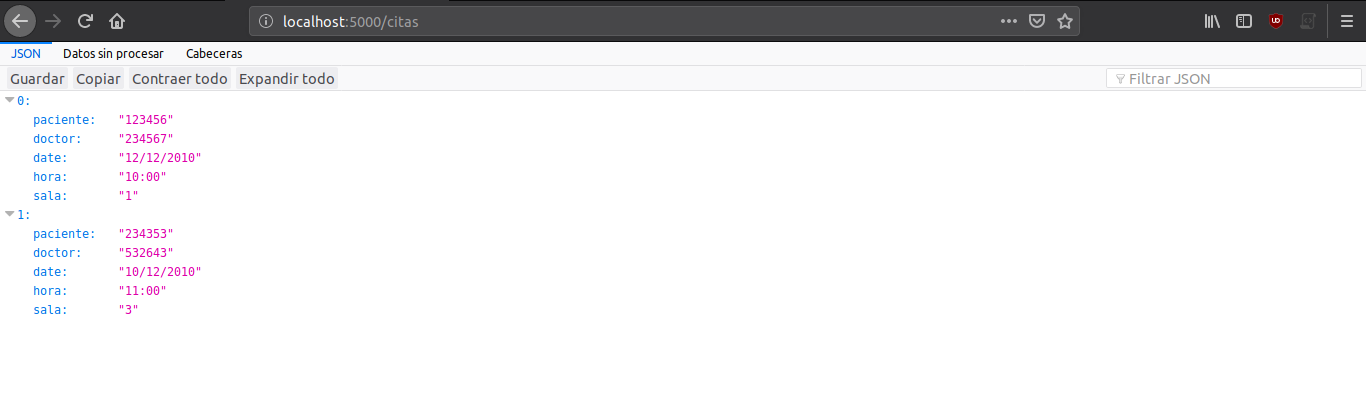 localhost:5000/citas
JSON Datos sin procesar Cabeceras
Guardar Copiar Contraer todo Expandir todo Filtrar JSON
0:
paciente: "123456"
doctor: "234567"
date: "12/12/2010"
hora: "10:00"
sala: "1"
1:
paciente: "234353"
doctor: "532643"
date: "10/12/2010"
hora: "11:00"
sala: "3"